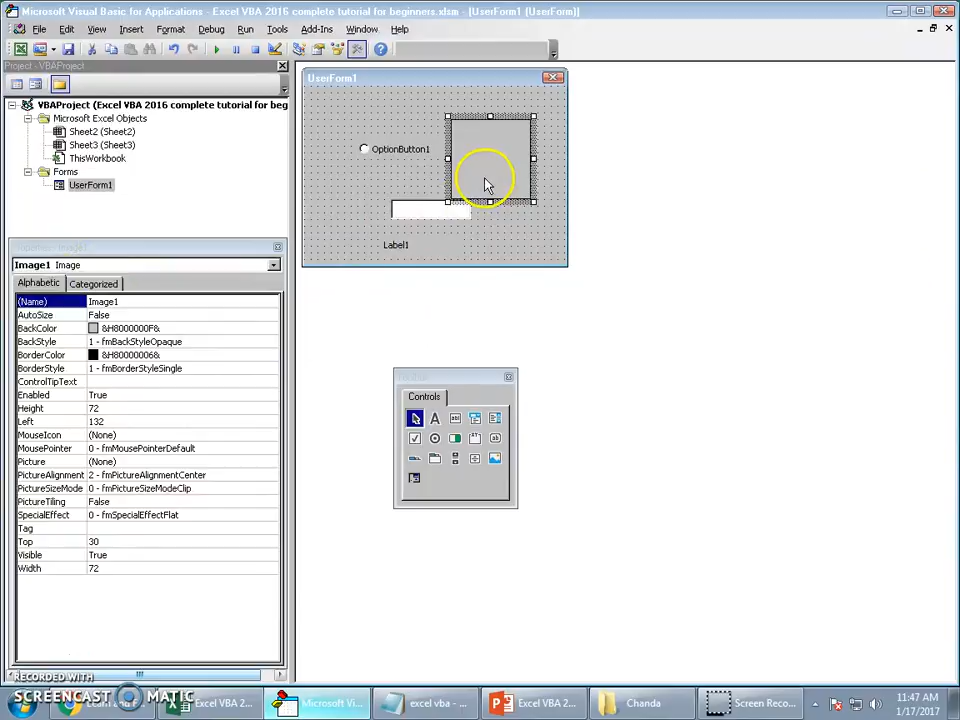 Microsoft Visual Basic for Applications - Excel VBA 2016 complete tutorial for beginners.xlsm - [UserForm1 (UserForm)]
File Edit View Insert Format Debug Run Tools Add-Ins Window Help
Project - VBAProject
VBAProject (Excel VBA 2016 complete tutorial for beg
Microsoft Excel Objects
Sheet2 (Sheet2)
Sheet3 (Sheet3)
ThisWorkbook
Forms
UserForm1
Properties - Image1
Image1 Image
Alphabetic Categorized
(Name) Image1
AutoSize False
BackColor &H8000000F&
BackStyle 1 - fmBackStyleOpaque
BorderColor &H80000006&
BorderStyle 1 - fmBorderStyleSingle
ControlTipText
Enabled True
Height 72
Left 132
MouseIcon (None)
MousePointer 0 - fmMousePointerDefault
Picture (None)
PictureAlignment 2 - fmPictureAlignmentCenter
PictureSizeMode 0 - fmPictureSizeModeClip
PictureTiling False
SpecialEffect 0 - fmSpecialEffectFlat
Tag
Top 30
Visible True
Width 72
UserForm1
OptionButton1
Label1
Controls
A
RECORDED WITH
SCREENCAST MATIC
Excel VBA 2...
Microsoft Vi...
excel vba - ...
Excel VBA 2...
Chanda
Screen Reco...
11:47 AM
1/17/2017